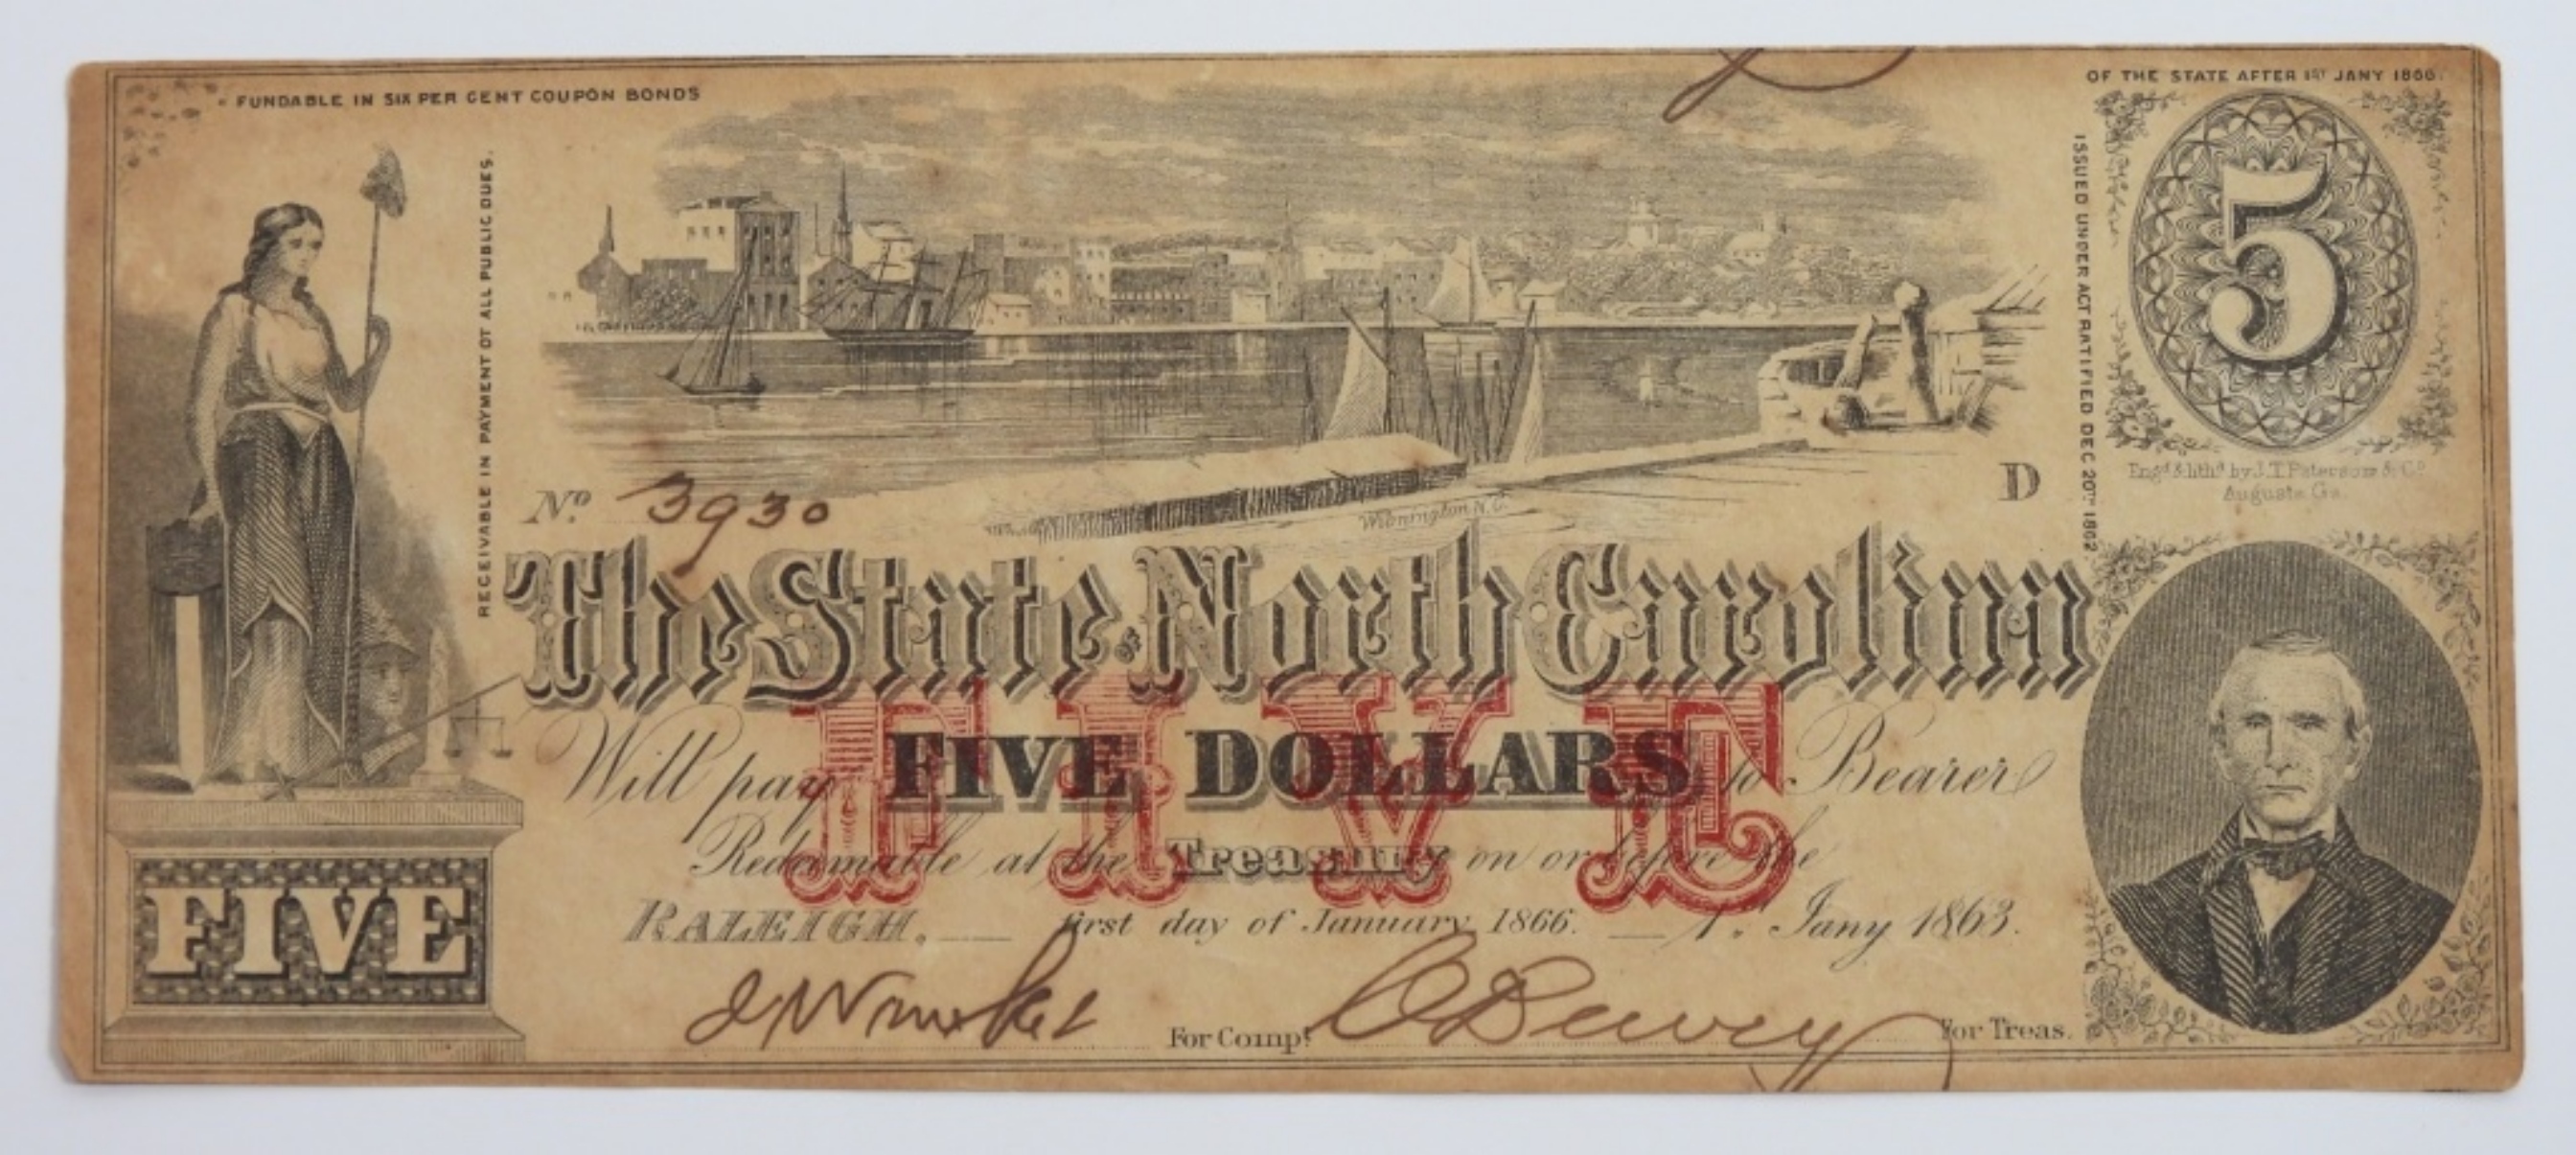 FUNDABLE IN SIX PER CENT COUPON BONDS
OF THE STATE AFTER 1ST JANY 1866.
RECEIVABLE IN PAYMENT OT ALL PUBLIC DUES.
ISSUED UNDER ACT RATIFIED DEC 20TH 1862
5
Engd. & lithd. by J. T. Paterson & Co.
Augusta Ga.
D
No. 3930
Wilmington N.C.
The State OF North Carolina
FIVE
Will pay FIVE DOLLARS to Bearer
Redeemable at the Treasury on or before the
RALEIGH. first day of January 1866. 1st. Jany 1863.
FIVE
For Compt. C Dewey For Treas.